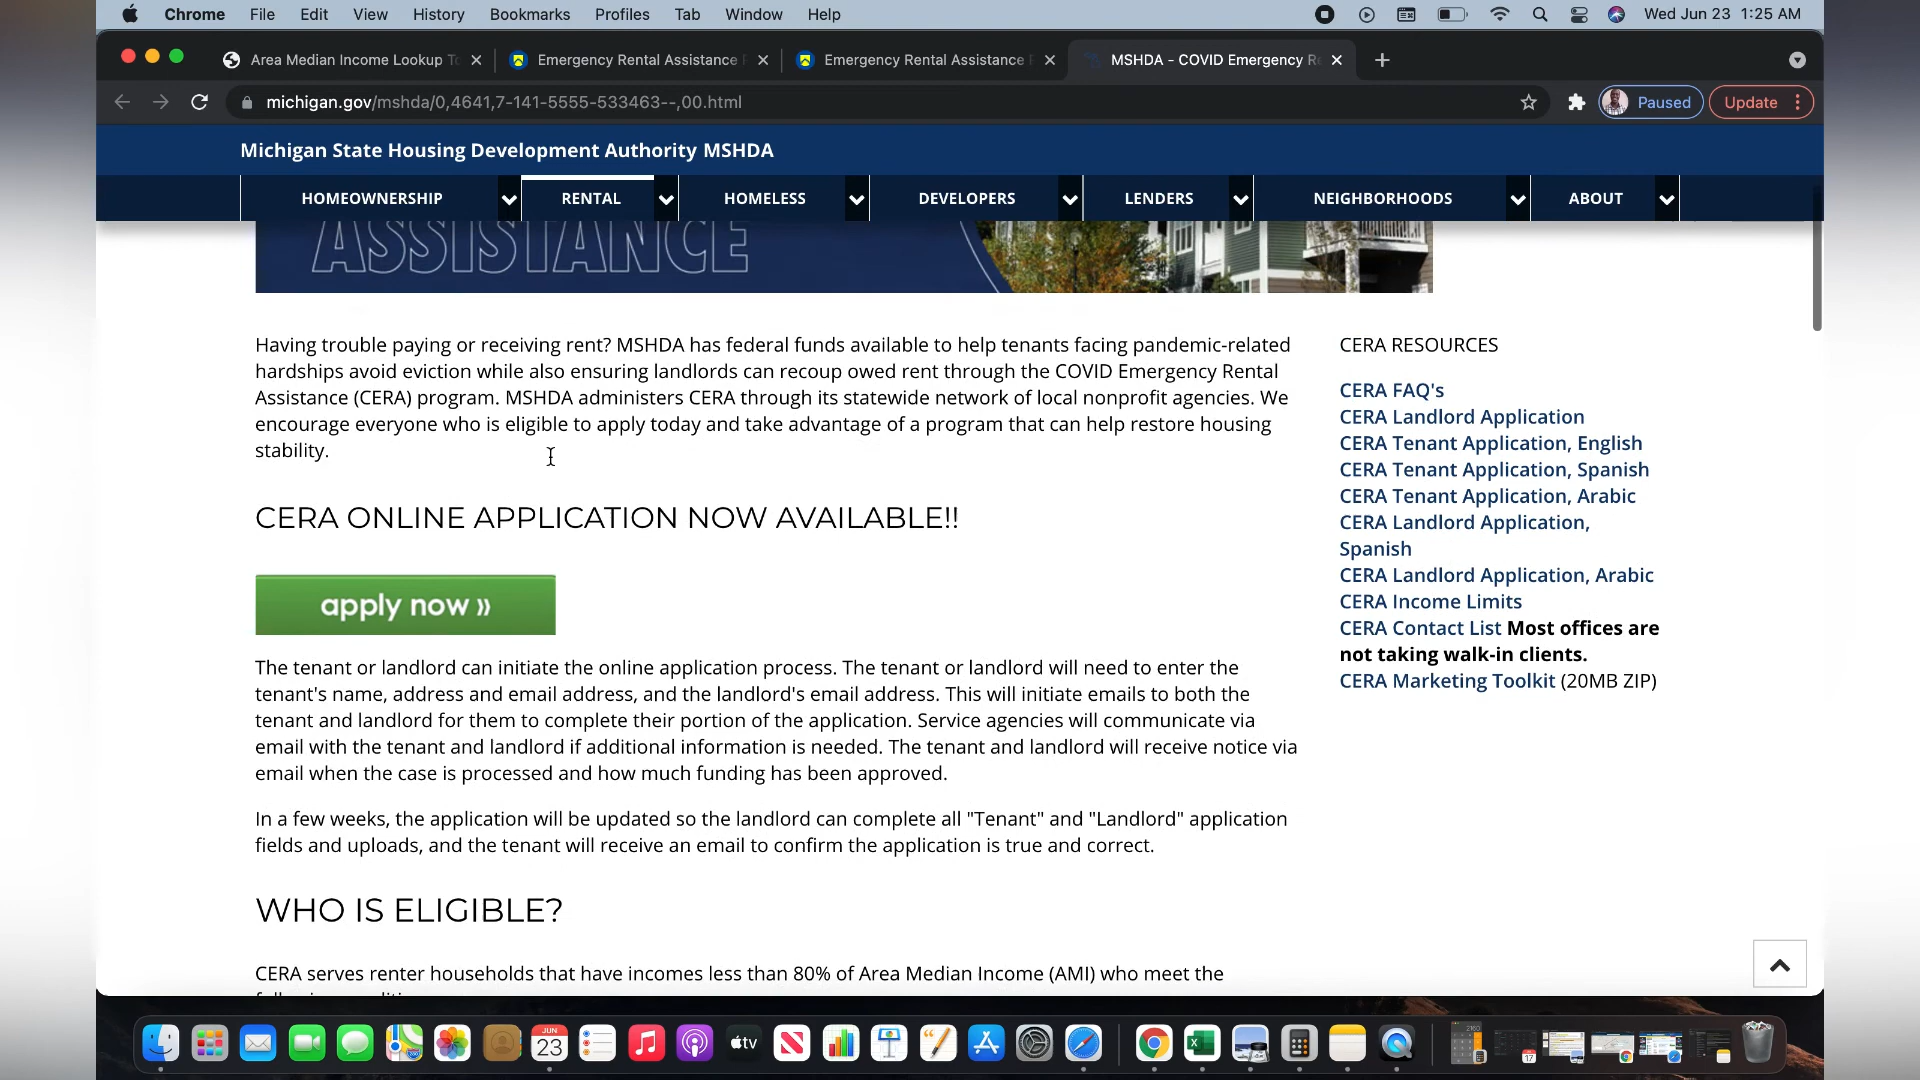 Chrome File Edit View History Bookmarks Profiles Tab Window Help Wed Jun 23 1:25 AM
Area Median Income Lookup To Emergency Rental Assistance Emergency Rental Assistance MSHDA - COVID Emergency Re
michigan.gov/mshda/0,4641,7-141-5555-533463--,00.html Paused Update
Michigan State Housing Development Authority MSHDA
HOMEOWNERSHIP RENTAL HOMELESS DEVELOPERS LENDERS NEIGHBORHOODS ABOUT
ASSISTANCE
Having trouble paying or receiving rent? MSHDA has federal funds available to help tenants facing pandemic-related
hardships avoid eviction while also ensuring landlords can recoup owed rent through the COVID Emergency Rental
Assistance (CERA) program. MSHDA administers CERA through its statewide network of local nonprofit agencies. We
encourage everyone who is eligible to apply today and take advantage of a program that can help restore housing
stability.
CERA ONLINE APPLICATION NOW AVAILABLE!!
apply now »
The tenant or landlord can initiate the online application process. The tenant or landlord will need to enter the
tenant's name, address and email address, and the landlord's email address. This will initiate emails to both the
tenant and landlord for them to complete their portion of the application. Service agencies will communicate via
email with the tenant and landlord if additional information is needed. The tenant and landlord will receive notice via
email when the case is processed and how much funding has been approved.
In a few weeks, the application will be updated so the landlord can complete all "Tenant" and "Landlord" application
fields and uploads, and the tenant will receive an email to confirm the application is true and correct.
WHO IS ELIGIBLE?
CERA serves renter households that have incomes less than 80% of Area Median Income (AMI) who meet the
CERA RESOURCES
CERA FAQ's
CERA Landlord Application
CERA Tenant Application, English
CERA Tenant Application, Spanish
CERA Tenant Application, Arabic
CERA Landlord Application,
Spanish
CERA Landlord Application, Arabic
CERA Income Limits
CERA Contact List Most offices are
not taking walk-in clients.
CERA Marketing Toolkit (20MB ZIP)
JUN
23
tv